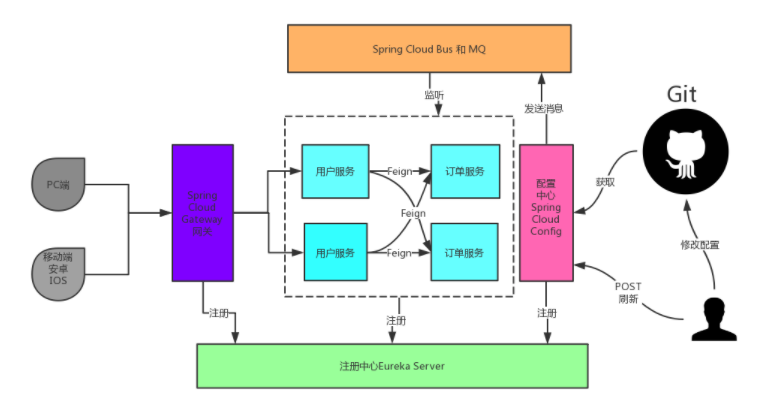 Spring Cloud Bus 和 MQ
监听
发送消息
Git
PC端
移动端
安卓
IOS
Spring
Cloud
Gateway
网关
用户服务
Feign
订单服务
Feign
用户服务
Feign
订单服务
配置
中心
Spring
Cloud
Config
获取
修改配置
POST
刷新
注册
注册
注册
注册中心Eureka Server